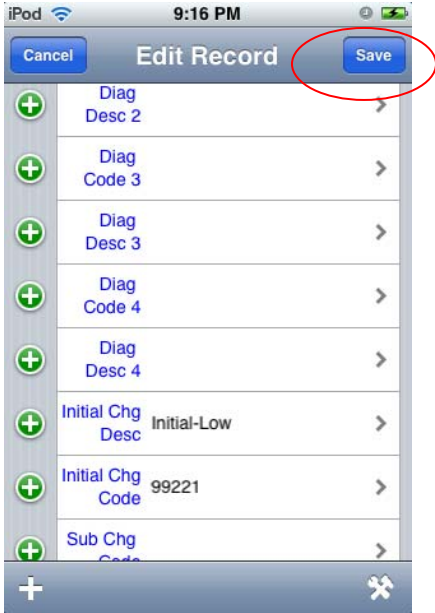 iPod 9:16 PM
Cancel Edit Record Save
Diag
Desc 2
Diag
Code 3
Diag
Desc 3
Diag
Code 4
Diag
Desc 4
Initial Chg
Desc Initial-Low
Initial Chg
Code 99221
Sub Chg
Code